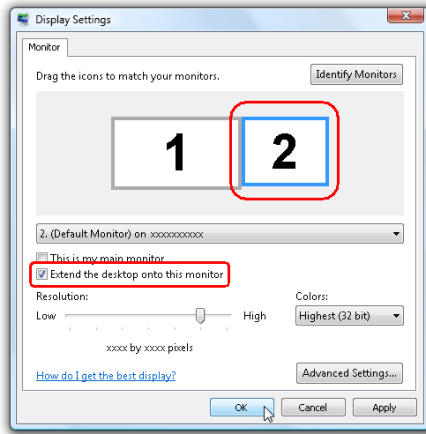 Display Settings
Monitor
Drag the icons to match your monitors.
Identify Monitors
1 2
2. (Default Monitor) on xxxxxxxxxx
This is my main monitor
Extend the desktop onto this monitor
Resolution:
Colors:
Low High
Highest (32 bit)
xxxx by xxxx pixels
How do I get the best display?
Advanced Settings...
OK Cancel Apply